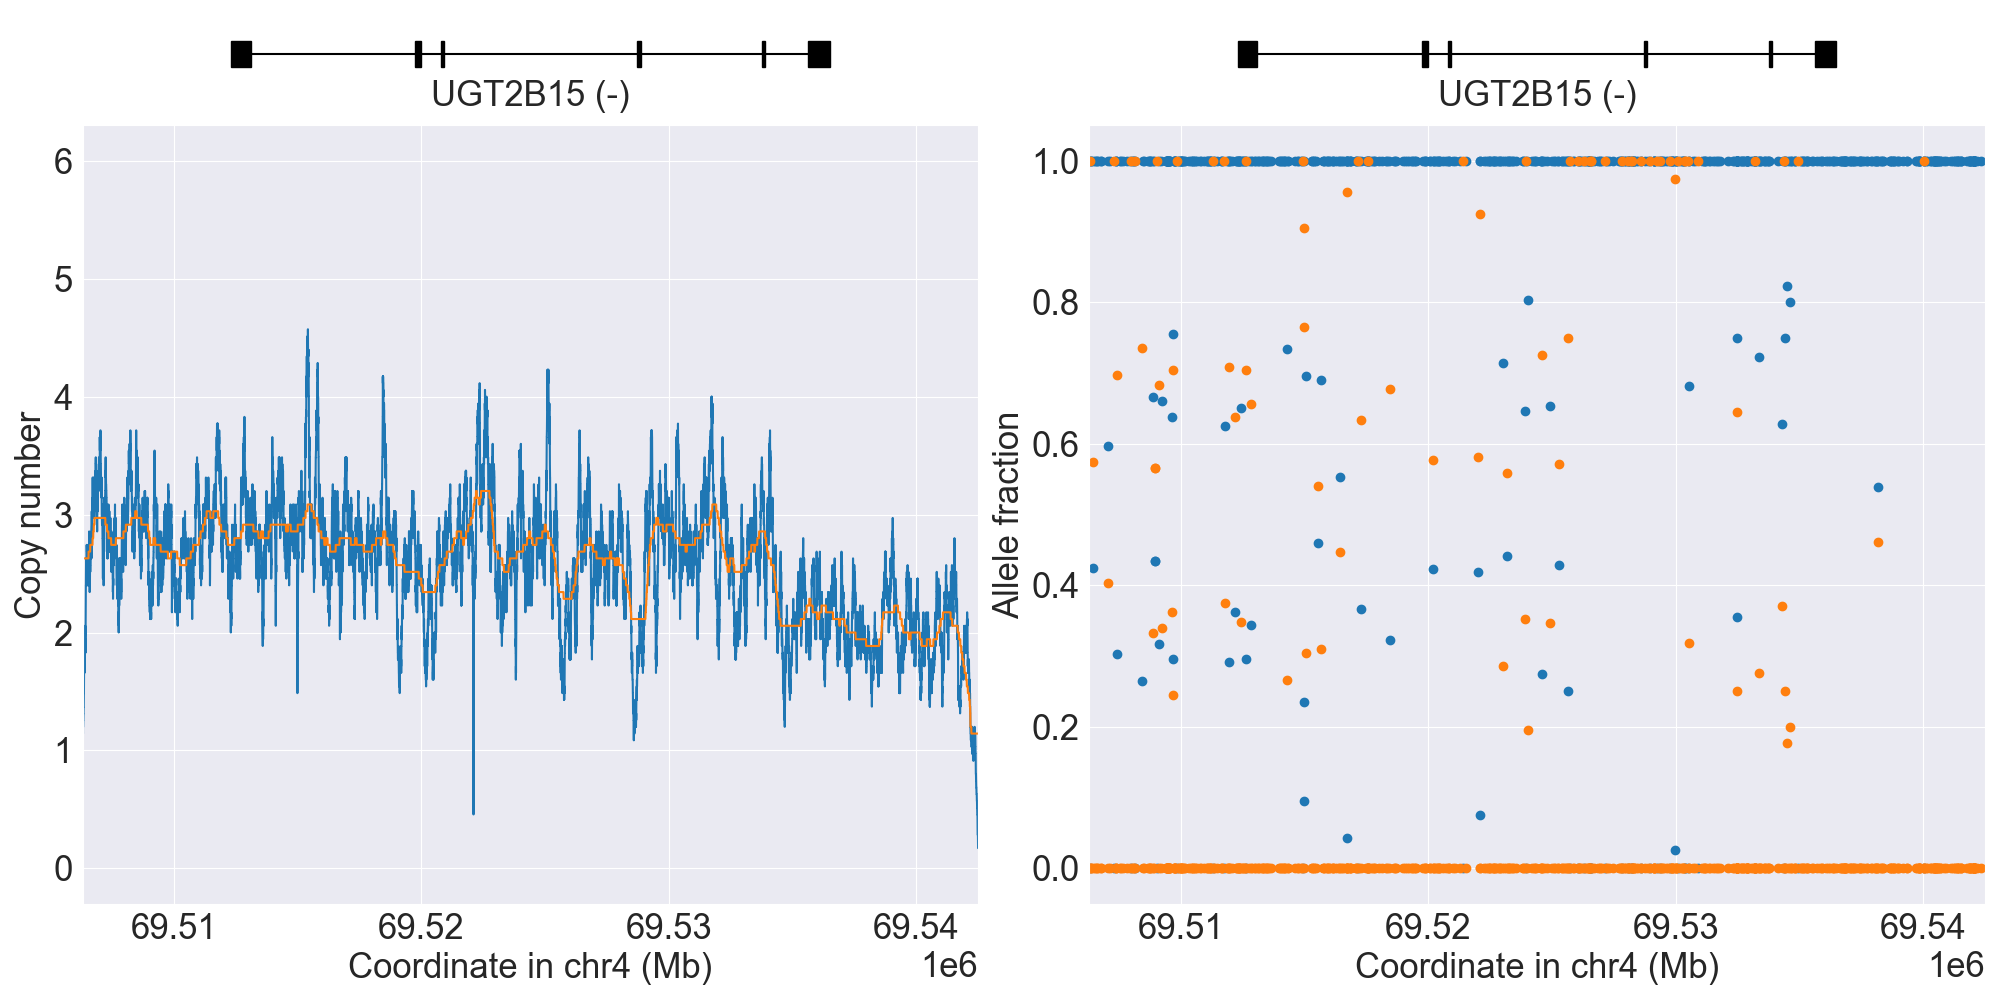 UGT2B15 (-)
UGT2B15 (-)
Copy number
6
5
4
3
2
1
0
69.51
69.52
69.53
69.54
Coordinate in chr4 (Mb)
1e6
Allele fraction
1.0
0.8
0.6
0.4
0.2
0.0
69.51
69.52
69.53
69.54
Coordinate in chr4 (Mb)
1e6